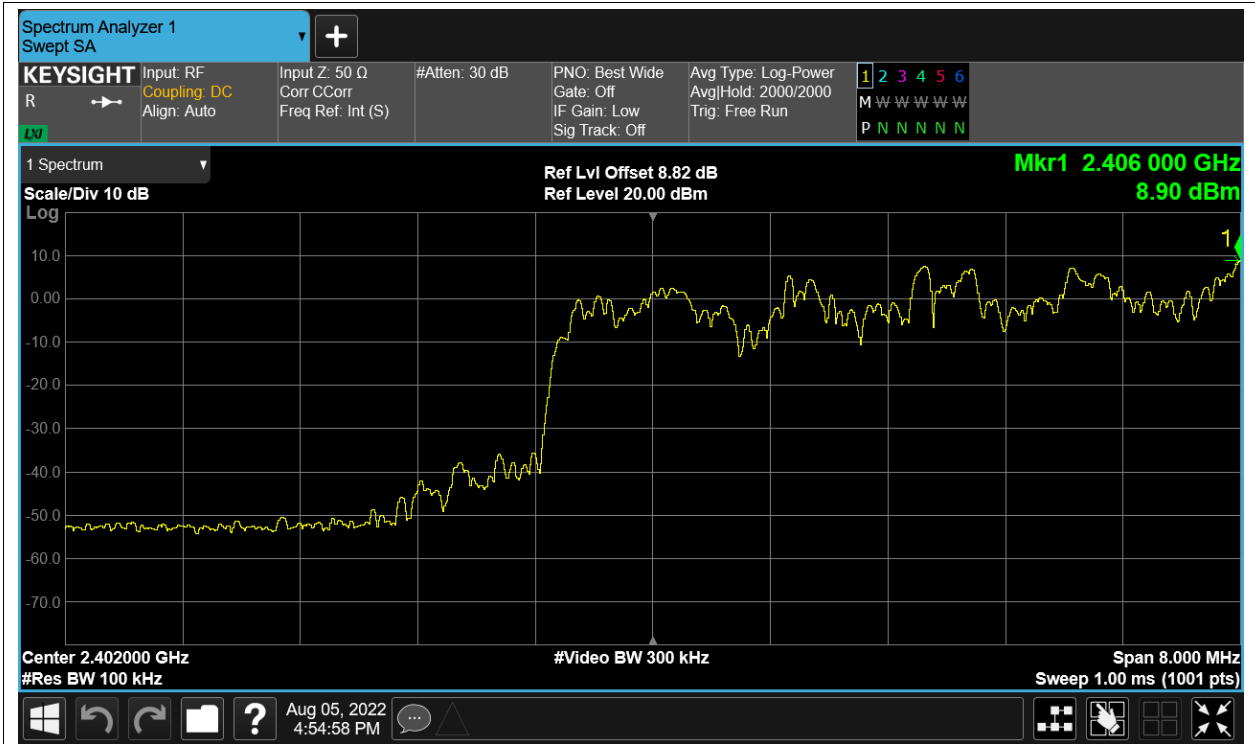 Spectrum Analyzer 1
Swept SA
KEYSIGHT
R
LXI
Input: RF
Coupling: DC
Align: Auto
Input Z: 50 Ω
Corr CCorr
Freq Ref: Int (S)
#Atten: 30 dB
PNO: Best Wide
Gate: Off
IF Gain: Low
Sig Track: Off
Avg Type: Log-Power
Avg|Hold: 2000/2000
Trig: Free Run
1 2 3 4 5 6
M W W W W W
P N N N N N
1 Spectrum
Scale/Div 10 dB
Ref Lvl Offset 8.82 dB
Ref Level 20.00 dBm
Mkr1 2.406 000 GHz
8.90 dBm
Log
1
10.0
0.00
-10.0
-20.0
-30.0
-40.0
-50.0
-60.0
-70.0
Center 2.402000 GHz
#Video BW 300 kHz
Span 8.000 MHz
#Res BW 100 kHz
Sweep 1.00 ms (1001 pts)
?
Aug 05, 2022
4:54:58 PM